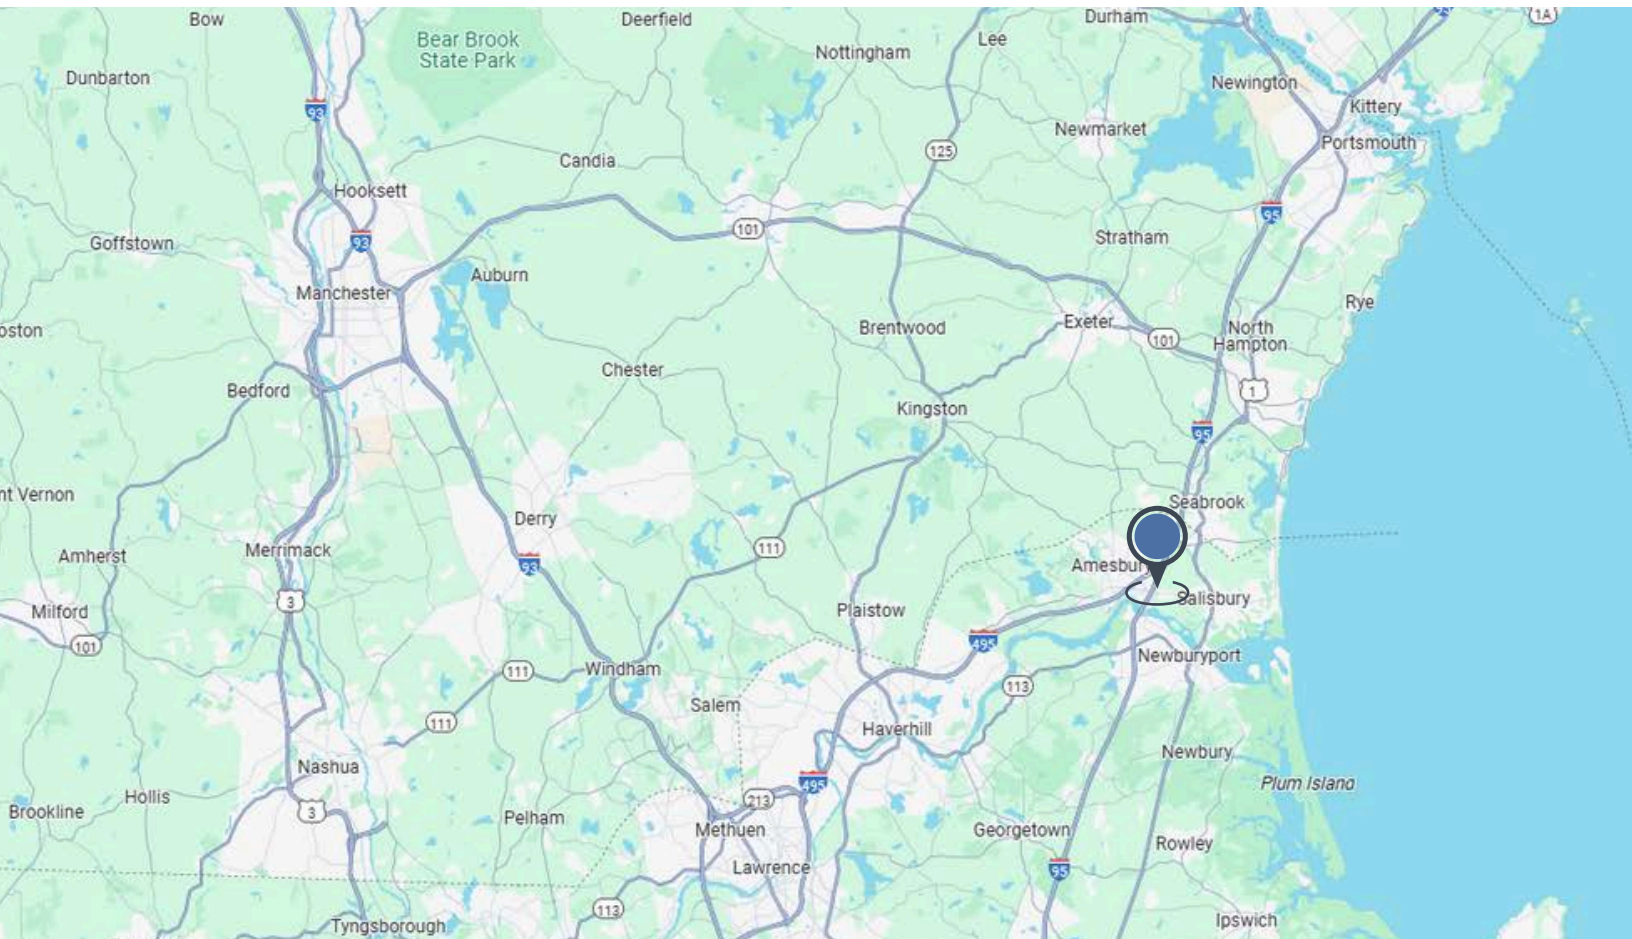 Bow
Deerfield
Durham
1A
95
Bear Brook
State Park
Nottingham
Lee
Dunbarton
Newington
93
Kittery
Newmarket
Portsmouth
125
Candia
Hooksett
95
101
93
Goffstown
Stratham
Auburn
Manchester
Rye
oston
Brentwood
Exeter
North
Hampton
101
Chester
Bedford
1
Kingston
95
nt Vernon
Seabrook
Derry
Amherst
Merrimack
111
93
Amesbury
3
Salisbury
Milford
Plaistow
101
495
Newburyport
Windham
111
113
Salem
111
Haverhill
Newbury
Nashua
495
Plum Island
Hollis
213
Brookline
3
Pelham
Methuen
Georgetown
Rowley
Lawrence
95
113
Ipswich
Tyngsborough